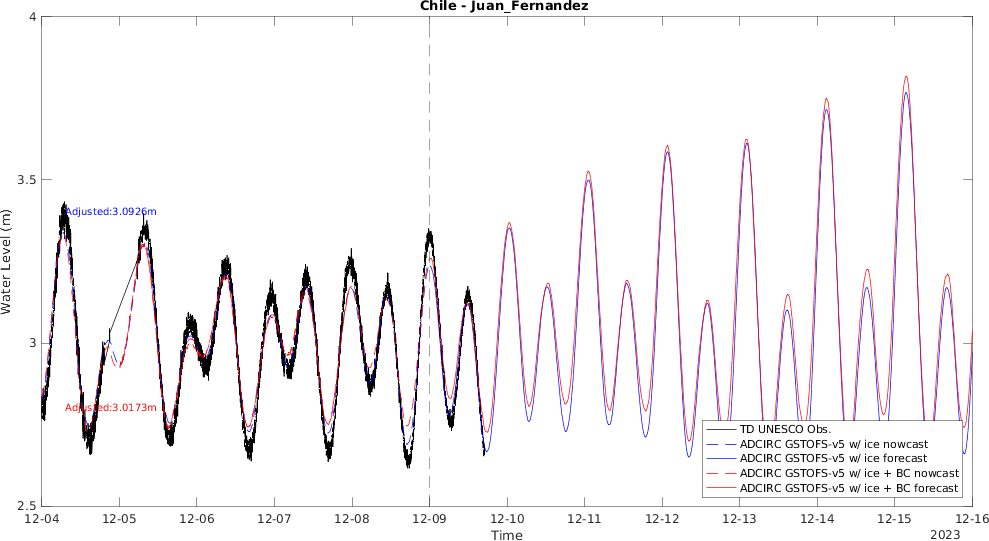 Chile - Juan_Fernandez
4
3.5
3
2.5
Water Level (m)
Adjusted:3.0926m
Adjusted:3.0173m
TD UNESCO Obs.
ADCIRC GSTOFS-v5 w/ ice nowcast
ADCIRC GSTOFS-v5 w/ ice forecast
ADCIRC GSTOFS-v5 w/ ice + BC nowcast
ADCIRC GSTOFS-v5 w/ ice + BC forecast
12-04 12-05 12-06 12-07 12-08 12-09 12-10 12-11 12-12 12-13 12-14 12-15 12-16
Time
2023